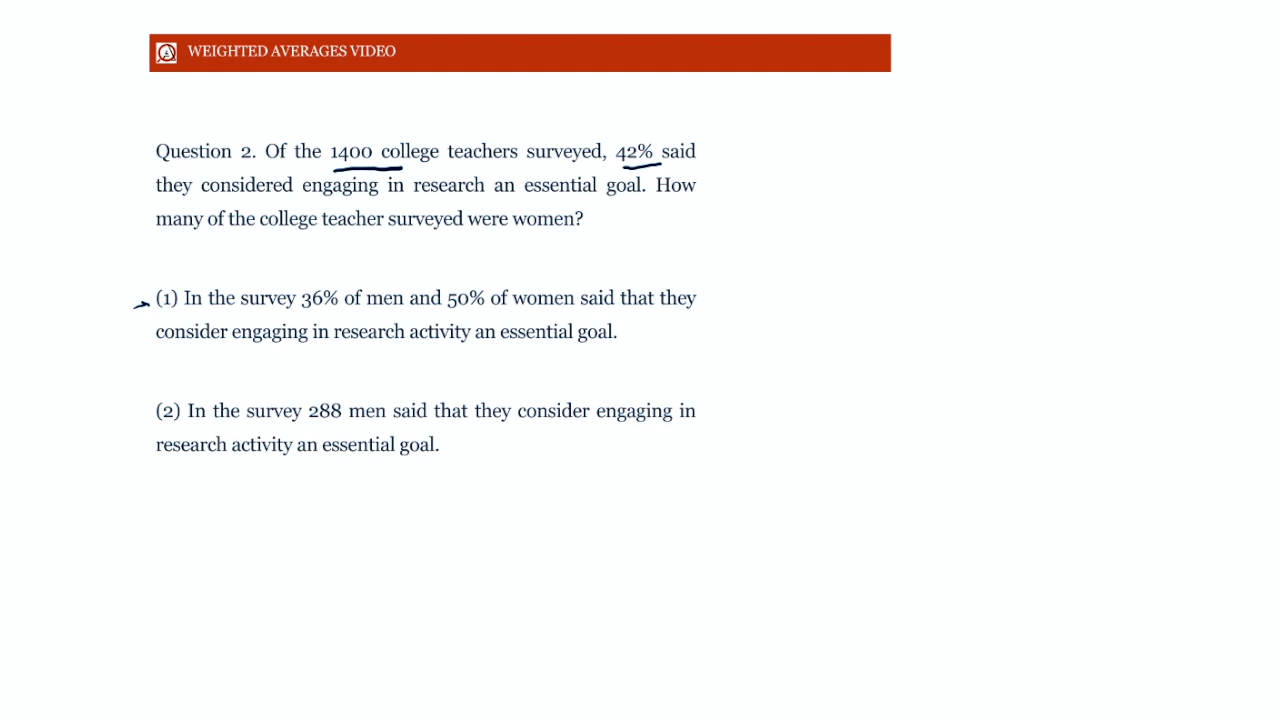 WEIGHTED AVERAGES VIDEO
Question 2. Of the 1400 college teachers surveyed, 42% said
they considered engaging in research an essential goal. How
many of the college teacher surveyed were women?
(1) In the survey 36% of men and 50% of women said that they
consider engaging in research activity an essential goal.
(2) In the survey 288 men said that they consider engaging in
research activity an essential goal.